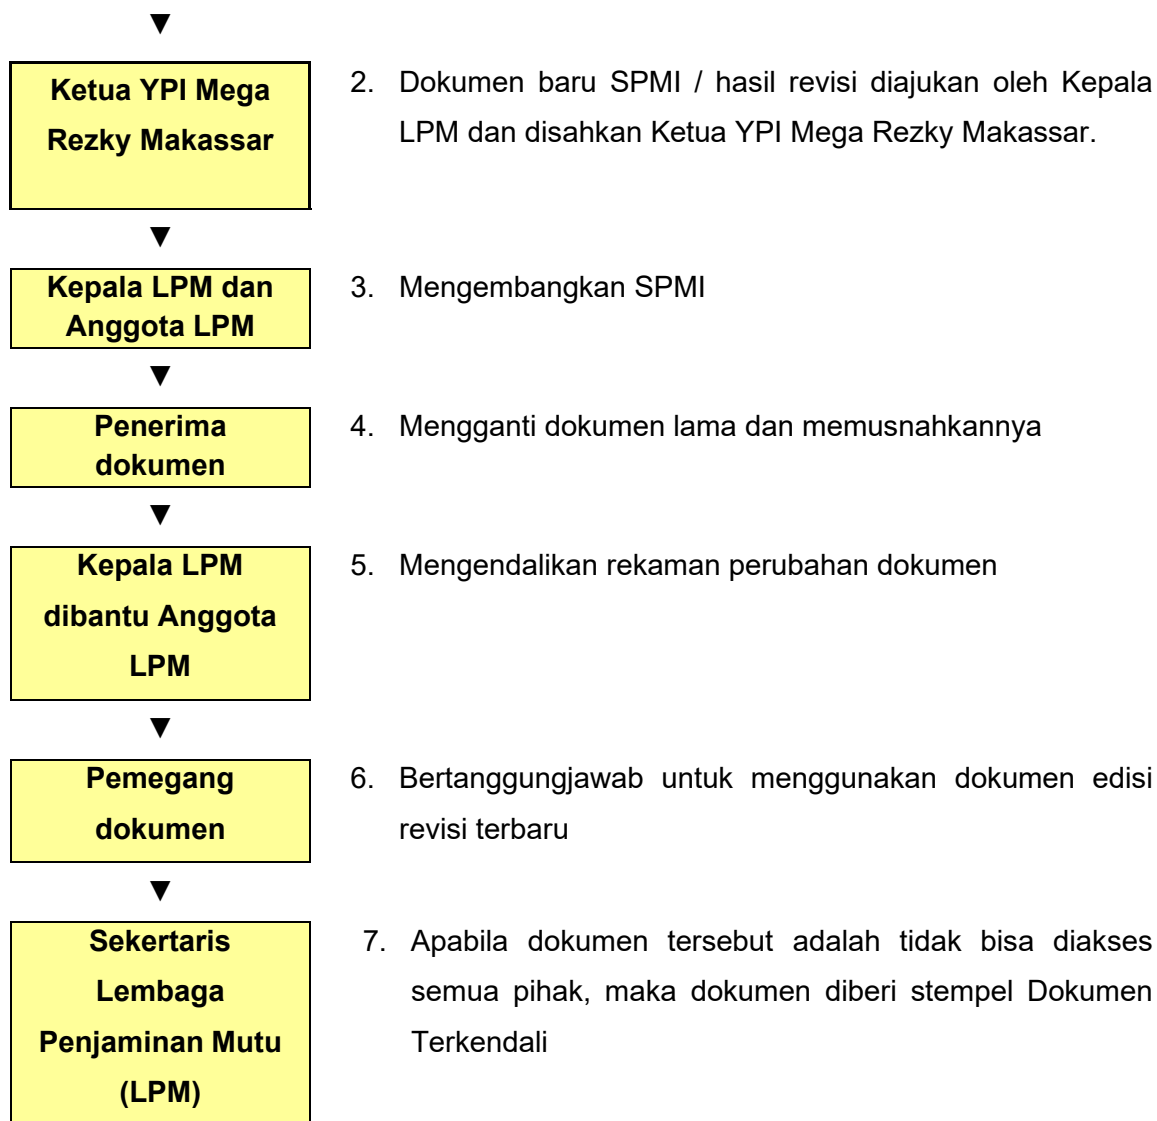 ▼
Ketua YPI Mega
Rezky Makassar
2. Dokumen baru SPMI / hasil revisi diajukan oleh Kepala
LPM dan disahkan Ketua YPI Mega Rezky Makassar.
▼
Kepala LPM dan
Anggota LPM
3. Mengembangkan SPMI
▼
Penerima
dokumen
4. Mengganti dokumen lama dan memusnahkannya
▼
Kepala LPM
dibantu Anggota
LPM
5. Mengendalikan rekaman perubahan dokumen
▼
Pemegang
dokumen
6. Bertanggungjawab untuk menggunakan dokumen edisi
revisi terbaru
▼
Sekertaris
Lembaga
Penjaminan Mutu
(LPM)
7. Apabila dokumen tersebut adalah tidak bisa diakses
semua pihak, maka dokumen diberi stempel Dokumen
Terkendali